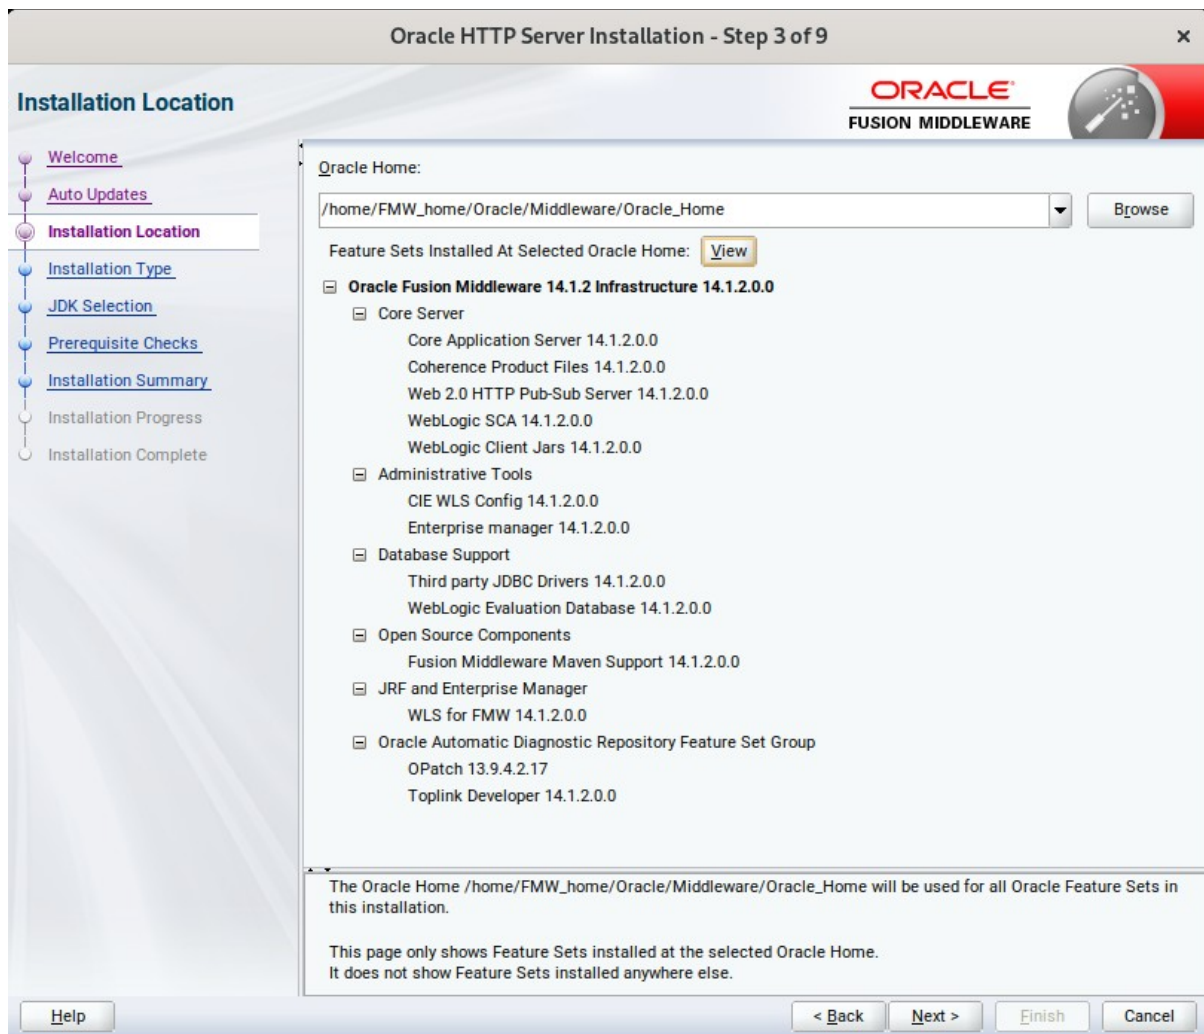 Oracle HTTP Server Installation - Step 3 of 9
Installation Location
ORACLE
FUSION MIDDLEWARE
Welcome
Auto Updates
Installation Location
Installation Type
JDK Selection
Prerequisite Checks
Installation Summary
Installation Progress
Installation Complete
Oracle Home:
/home/FMW_home/Oracle/Middleware/Oracle_Home
Browse
Feature Sets Installed At Selected Oracle Home: View
Oracle Fusion Middleware 14.1.2 Infrastructure 14.1.2.0.0
Core Server
Core Application Server 14.1.2.0.0
Coherence Product Files 14.1.2.0.0
Web 2.0 HTTP Pub-Sub Server 14.1.2.0.0
WebLogic SCA 14.1.2.0.0
WebLogic Client Jars 14.1.2.0.0
Administrative Tools
CIE WLS Config 14.1.2.0.0
Enterprise manager 14.1.2.0.0
Database Support
Third party JDBC Drivers 14.1.2.0.0
WebLogic Evaluation Database 14.1.2.0.0
Open Source Components
Fusion Middleware Maven Support 14.1.2.0.0
JRF and Enterprise Manager
WLS for FMW 14.1.2.0.0
Oracle Automatic Diagnostic Repository Feature Set Group
OPatch 13.9.4.2.17
Toplink Developer 14.1.2.0.0
The Oracle Home /home/FMW_home/Oracle/Middleware/Oracle_Home will be used for all Oracle Feature Sets in
this installation.
This page only shows Feature Sets installed at the selected Oracle Home.
It does not show Feature Sets installed anywhere else.
Help
< Back
Next >
Finish
Cancel